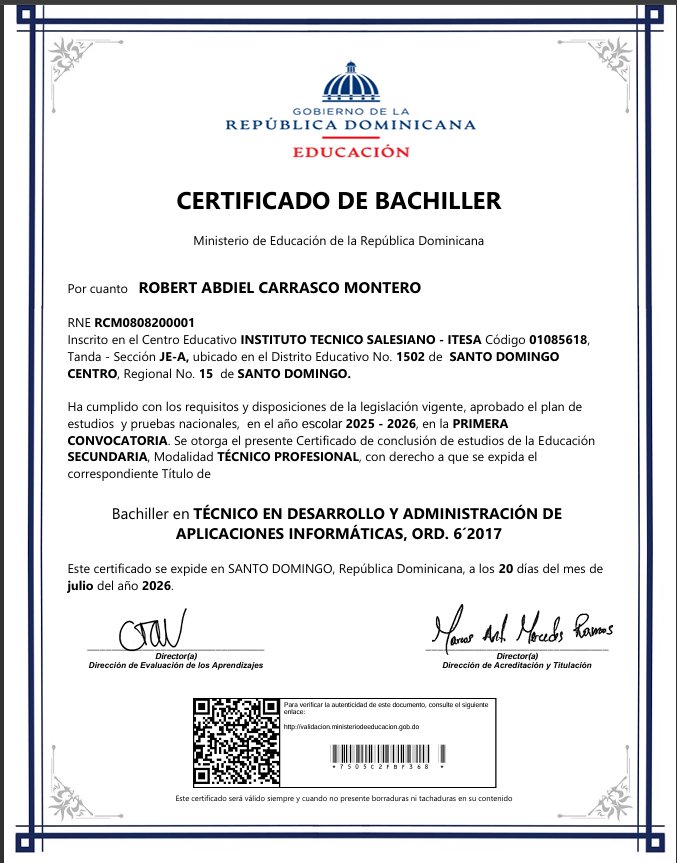 GOBIERNO DE LA
REPÚBLICA DOMINICANA
EDUCACIÓN
CERTIFICADO DE BACHILLER
Ministerio de Educación de la República Dominicana
Por cuanto ROBERT ABDIEL CARRASCO MONTERO
RNE RCM0808200001
Inscrito en el Centro Educativo INSTITUTO TECNICO SALESIANO - ITESA Código 01085618,
Tanda - Sección JE-A, ubicado en el Distrito Educativo No. 1502 de SANTO DOMINGO
CENTRO, Regional No. 15 de SANTO DOMINGO.
Ha cumplido con los requisitos y disposiciones de la legislación vigente, aprobado el plan de
estudios y pruebas nacionales, en el año escolar 2025 - 2026, en la PRIMERA
CONVOCATORIA. Se otorga el presente Certificado de conclusión de estudios de la Educación
SECUNDARIA, Modalidad TÉCNICO PROFESIONAL, con derecho a que se expida el
correspondiente Título de
Bachiller en TÉCNICO EN DESARROLLO Y ADMINISTRACIÓN DE
APLICACIONES INFORMÁTICAS, ORD. 6´2017
Este certificado se expide en SANTO DOMINGO, República Dominicana, a los 20 días del mes de
julio del año 2026.
Marcos Ant. Mercedes Ramos
Director(a)
Dirección de Evaluación de los Aprendizajes
Director(a)
Dirección de Acreditación y Titulación
Para verificar la autenticidad de este documento, consulte el siguiente
enlace:
http://validacion.ministeriodeeducacion.gob.do
*7505C2FBF368 *
Este certificado será válido siempre y cuando no presente borraduras ni tachaduras en su contenido